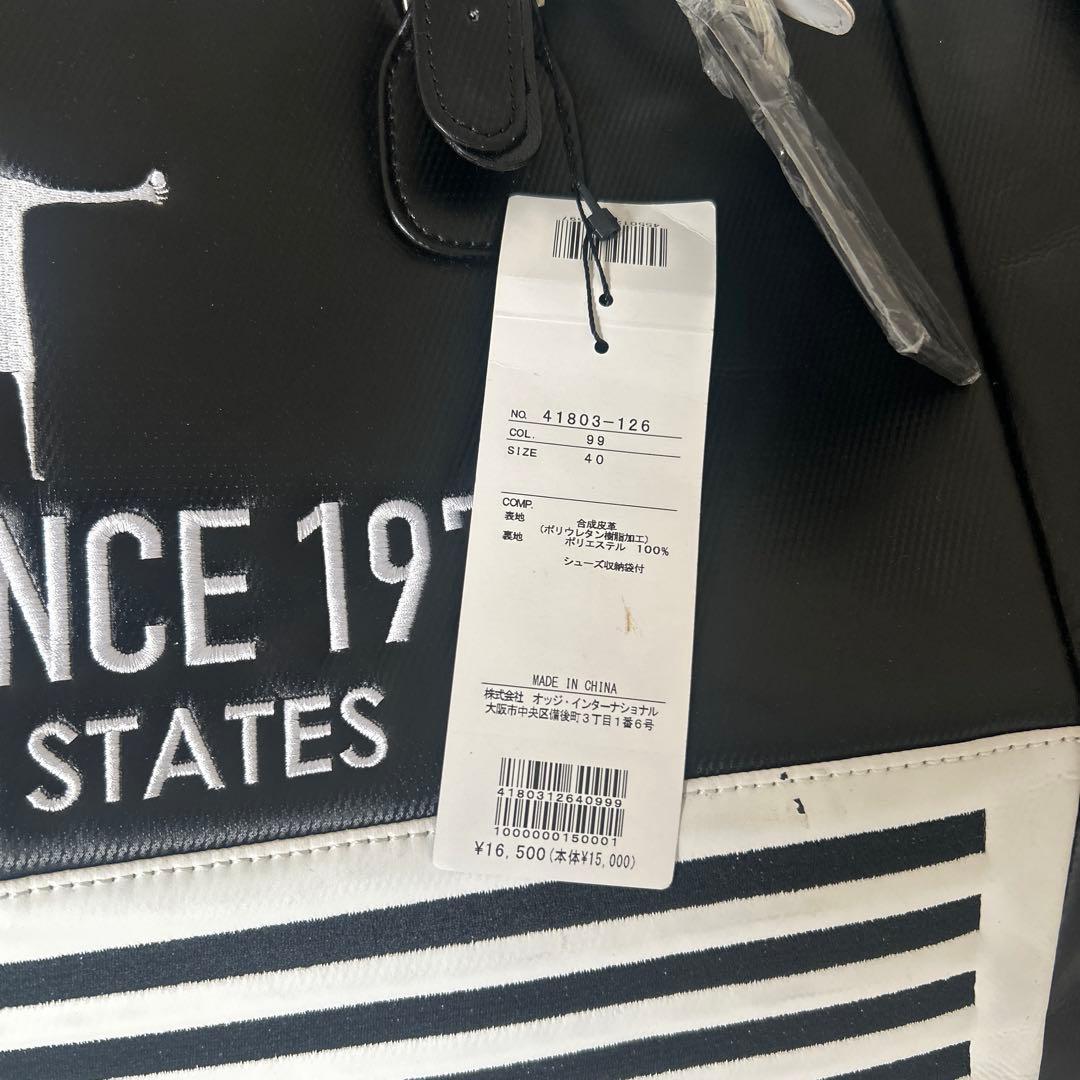 NCE 197
STATES
NO. 41803-126
COL. 99
SIZE 40
COMP.
表地 合成皮革
(ポリウレタン樹脂加工)
裏地 ポリエステル 100%
シューズ収納袋付
MADE IN CHINA
株式会社 オッジ・インターナショナル
大阪市中央区備後町3丁目1番6号
4180312640999
1000000150001
¥16,500(本体¥15,000)